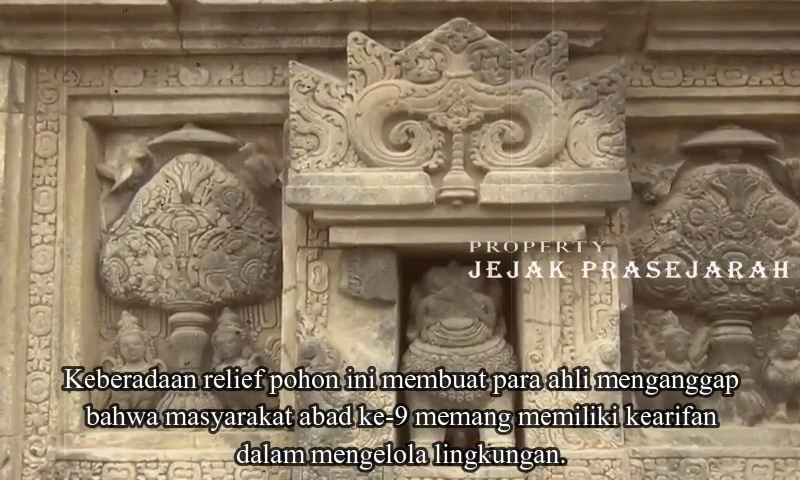 PROPERTY
JEJAK PRASEJARAH
Keberadaan relief pohon ini membuat para ahli menganggap
bahwa masyarakat abad ke-9 memang memiliki kearifan
dalam mengelola lingkungan.